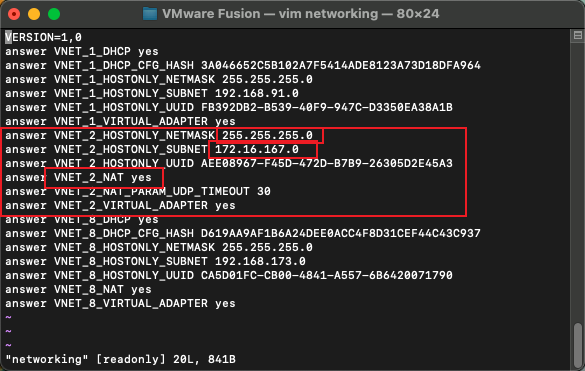 VMware Fusion — vim networking — 80×24
VERSION=1,0
answer VNET_1_DHCP yes
answer VNET_1_DHCP_CFG_HASH 3A046652C5B102A7F5414ADE8123A73D18DFA964
answer VNET_1_HOSTONLY_NETMASK 255.255.255.0
answer VNET_1_HOSTONLY_SUBNET 192.168.91.0
answer VNET_1_HOSTONLY_UUID FB392DB2-B539-40F9-947C-D3350EA38A1B
answer VNET_1_VIRTUAL_ADAPTER yes
answer VNET_2_HOSTONLY_NETMASK 255.255.255.0
answer VNET_2_HOSTONLY_SUBNET 172.16.167.0
answer VNET_2_HOSTONLY_UUID AEE08967-F45D-472D-B7B9-26305D2E45A3
answer VNET_2_NAT yes
answer VNET_2_NAT_PARAM_UDP_TIMEOUT 30
answer VNET_2_VIRTUAL_ADAPTER yes
answer VNET_8_DHCP yes
answer VNET_8_DHCP_CFG_HASH D619AA9AF1B6A24DEE0ACC4F8D31CEF44C43C937
answer VNET_8_HOSTONLY_NETMASK 255.255.255.0
answer VNET_8_HOSTONLY_SUBNET 192.168.173.0
answer VNET_8_HOSTONLY_UUID CA5D01FC-CB00-4841-A557-6B6420071790
answer VNET_8_NAT yes
answer VNET_8_VIRTUAL_ADAPTER yes
~
~
~
"networking" [readonly] 20L, 841B